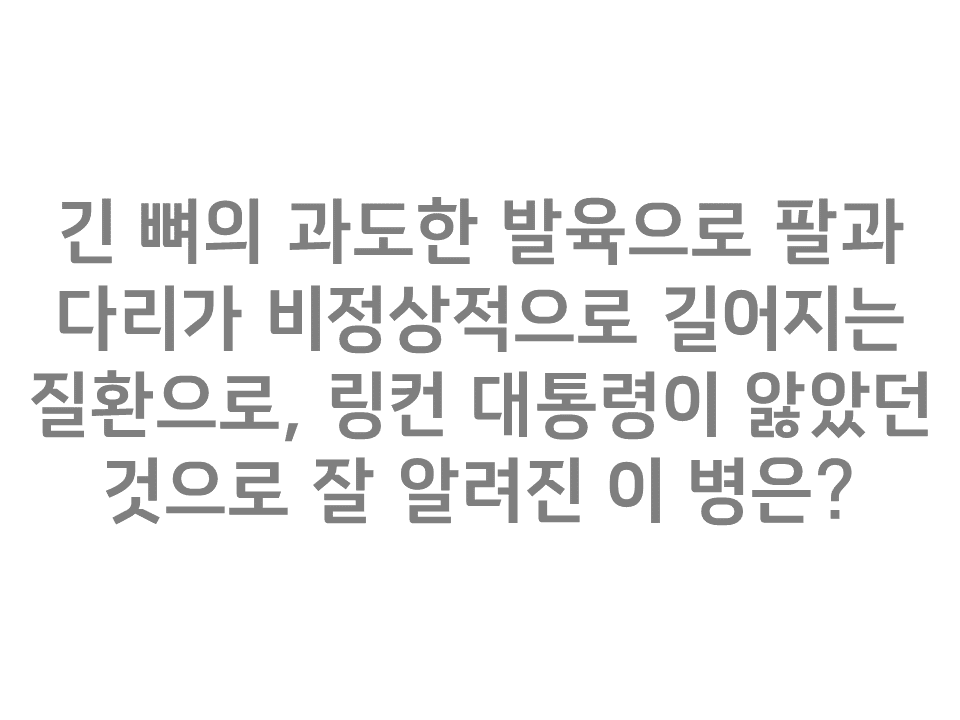 긴 뼈의 과도한 발육으로 팔과
다리가 비정상적으로 길어지는
질환으로, 링컨 대통령이 앓았던
것으로 잘 알려진 이 병은?